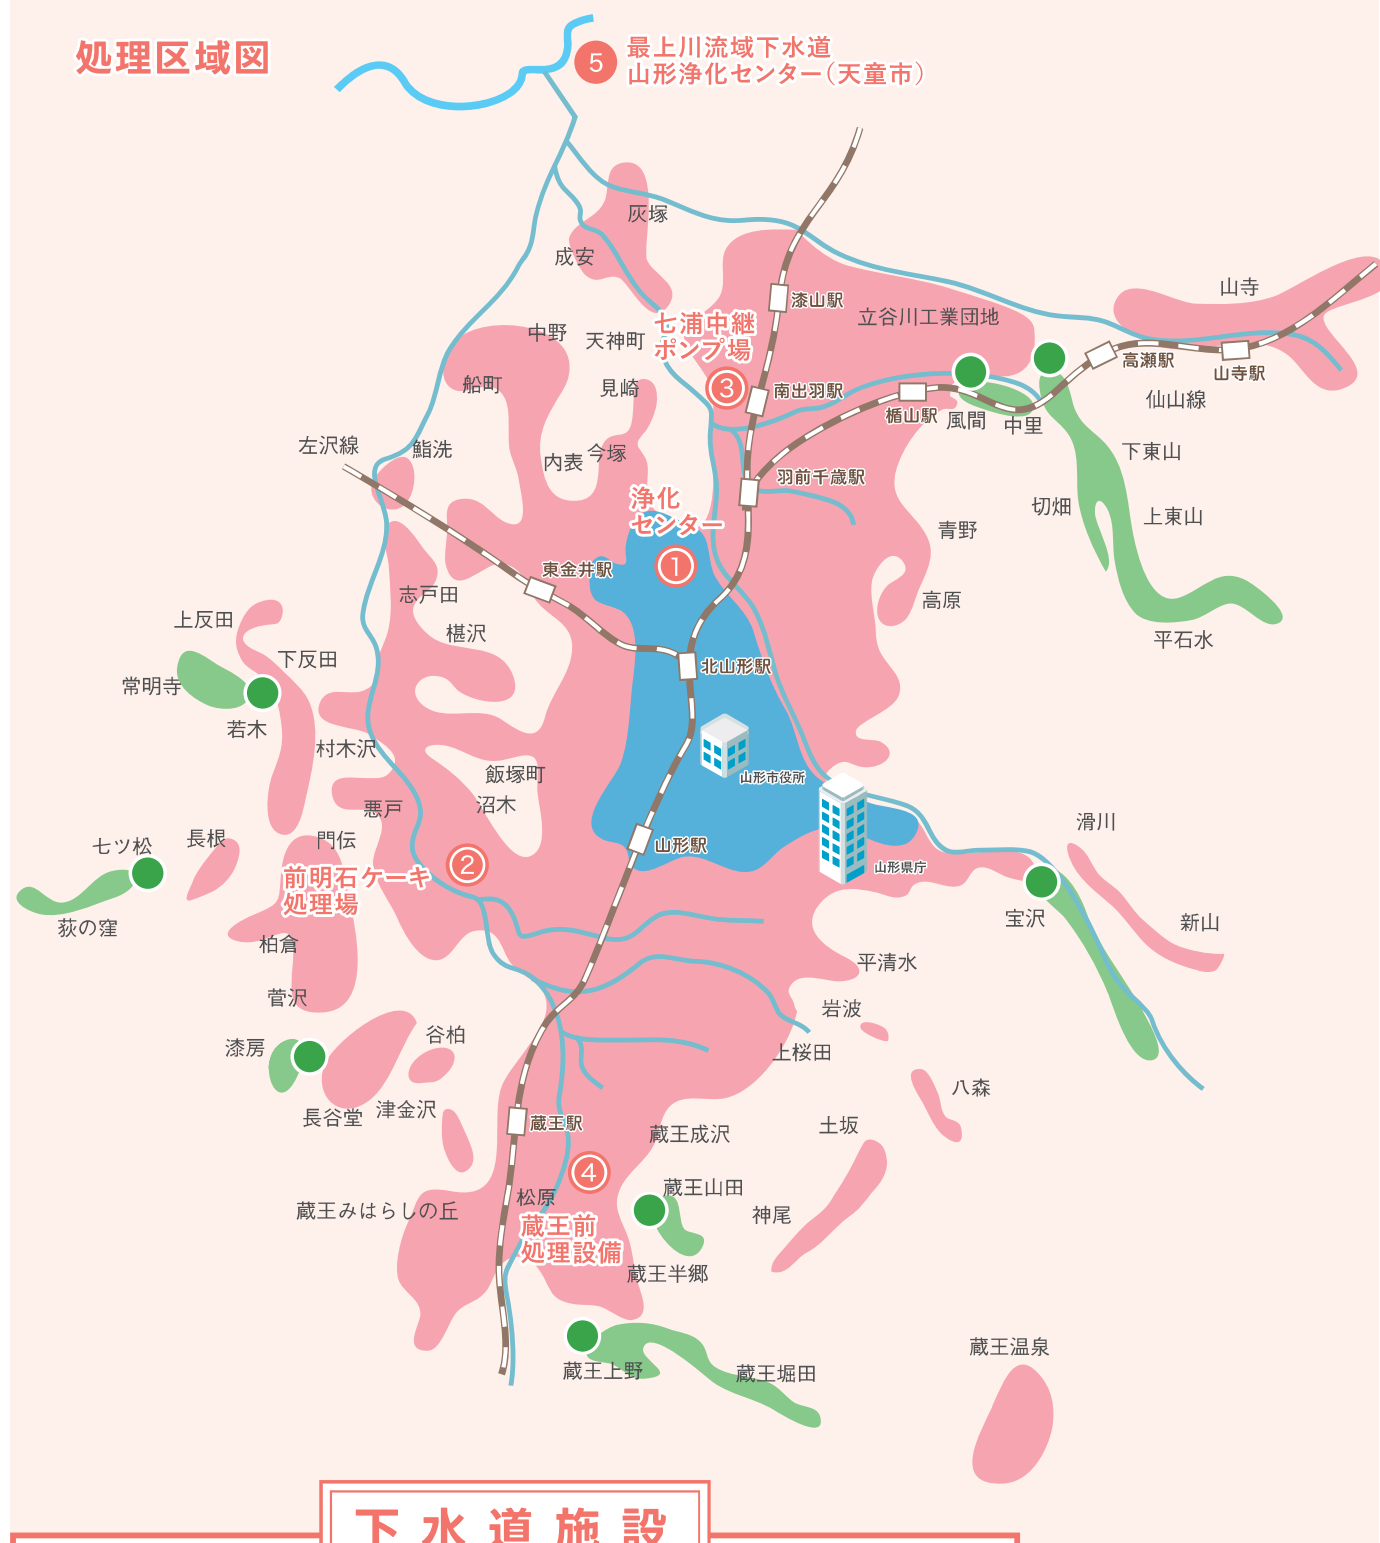 処理区域図
5
最上川流域下水道
山形浄化センター(天童市)
灰塚
成安
漆山駅
立谷川工業団地
山寺
七浦中継
ポンプ場
3
中野
天神町
高瀬駅
山寺駅
船町
見崎
南出羽駅
楯山駅
風間
中里
仙山線
左沢線
鮨洗
内表
今塚
羽前千歳駅
下東山
浄化
センター
1
切畑
上東山
青野
東金井駅
志戸田
高原
上反田
椹沢
平石水
下反田
常明寺
北山形駅
若木
村木沢
飯塚町
山形市役所
沼木
悪戸
滑川
七ツ松
長根
門伝
2
山形駅
山形県庁
前明石ケーキ
処理場
荻の窪
宝沢
新山
柏倉
平清水
菅沢
岩波
漆房
谷柏
上桜田
八森
長谷堂
津金沢
蔵王駅
蔵王成沢
土坂
4
蔵王山田
蔵王みはらしの丘
松原
神尾
蔵王前
処理設備
蔵王半郷
蔵王上野
蔵王堀田
蔵王温泉
下水道施設